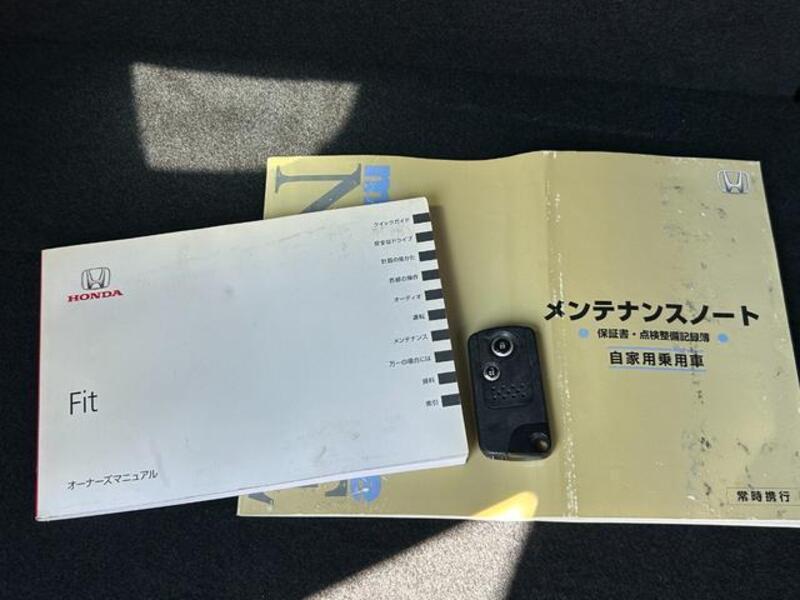 HONDA
Fit
オーナーズマニュアル
クイックガイド
安全なドライブ
計器の見かた
各部の操作
オーディオ
運転
メンテナンス
万一の場合には
資料
索引
メンテナンスノート
保証書・点検整備記録簿
自家用乗用車
常時携行